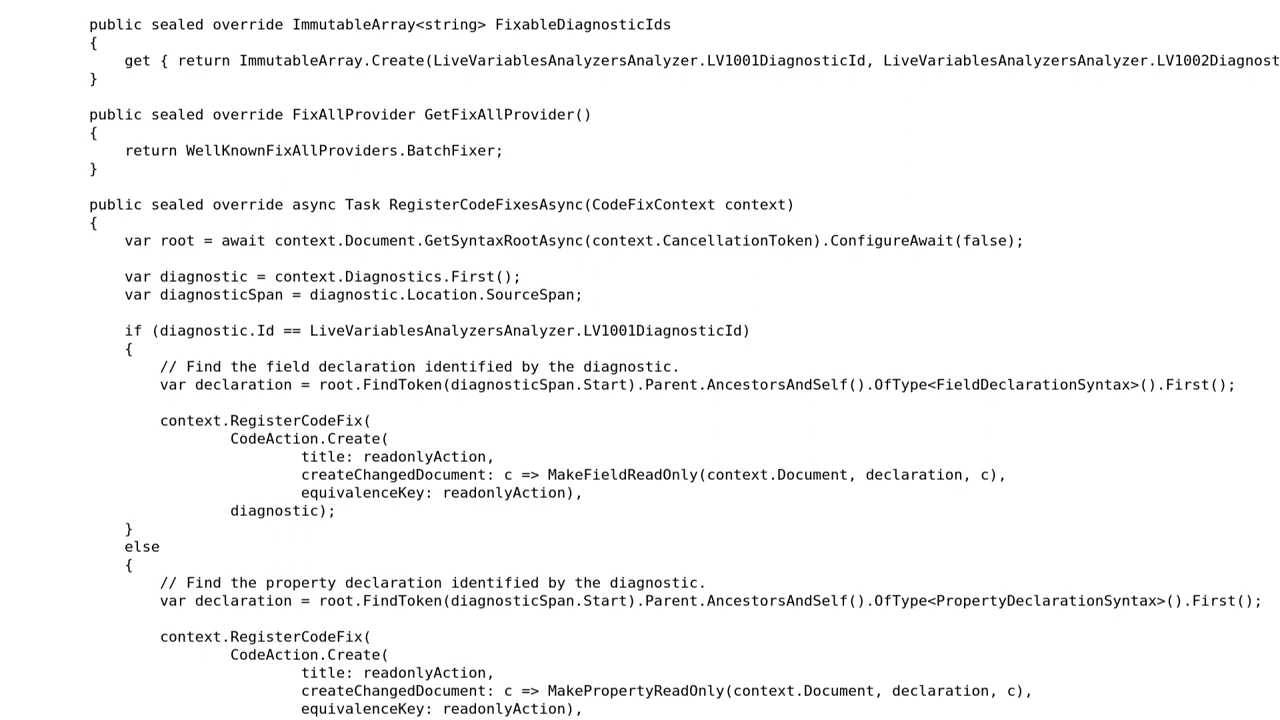 public sealed override ImmutableArray<string> FixableDiagnosticIds
{
get { return ImmutableArray.Create(LiveVariablesAnalyzersAnalyzer.LV1001DiagnosticId, LiveVariablesAnalyzersAnalyzer.LV1002Diagnost
}
public sealed override FixAllProvider GetFixAllProvider()
{
return WellKnownFixAllProviders.BatchFixer;
}
public sealed override async Task RegisterCodeFixesAsync(CodeFixContext context)
{
var root = await context.Document.GetSyntaxRootAsync(context.CancellationToken).ConfigureAwait(false);
var diagnostic = context.Diagnostics.First();
var diagnosticSpan = diagnostic.Location.SourceSpan;
if (diagnostic.Id == LiveVariablesAnalyzersAnalyzer.LV1001DiagnosticId)
{
// Find the field declaration identified by the diagnostic.
var declaration = root.FindToken(diagnosticSpan.Start).Parent.AncestorsAndSelf().OfType<FieldDeclarationSyntax>().First();
context.RegisterCodeFix(
CodeAction.Create(
title: readonlyAction,
createChangedDocument: c => MakeFieldReadOnly(context.Document, declaration, c),
equivalenceKey: readonlyAction),
diagnostic);
}
else
{
// Find the property declaration identified by the diagnostic.
var declaration = root.FindToken(diagnosticSpan.Start).Parent.AncestorsAndSelf().OfType<PropertyDeclarationSyntax>().First();
context.RegisterCodeFix(
CodeAction.Create(
title: readonlyAction,
createChangedDocument: c => MakePropertyReadOnly(context.Document, declaration, c),
equivalenceKey: readonlyAction),